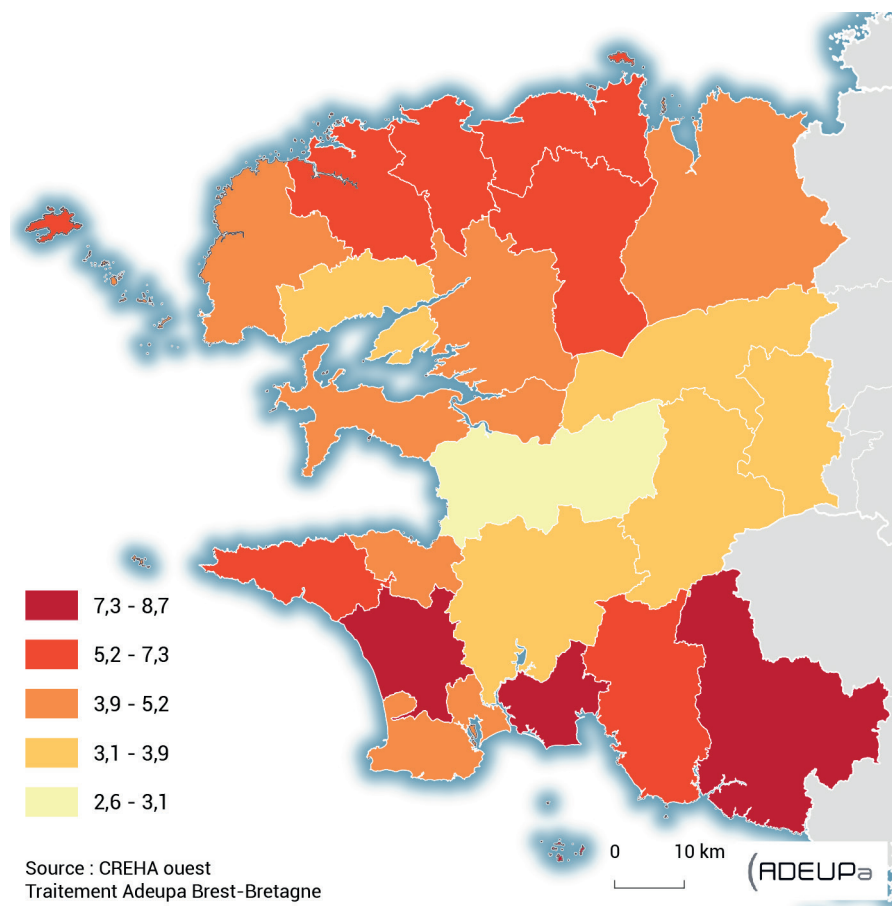 7,3 - 8,7
5,2 - 7,3
3,9 - 5,2
3,1 - 3,9
2,6 - 3,1
0 10 km
ADEUPa
Source : CREHA ouest
Traitement Adeupa Brest-Bretagne